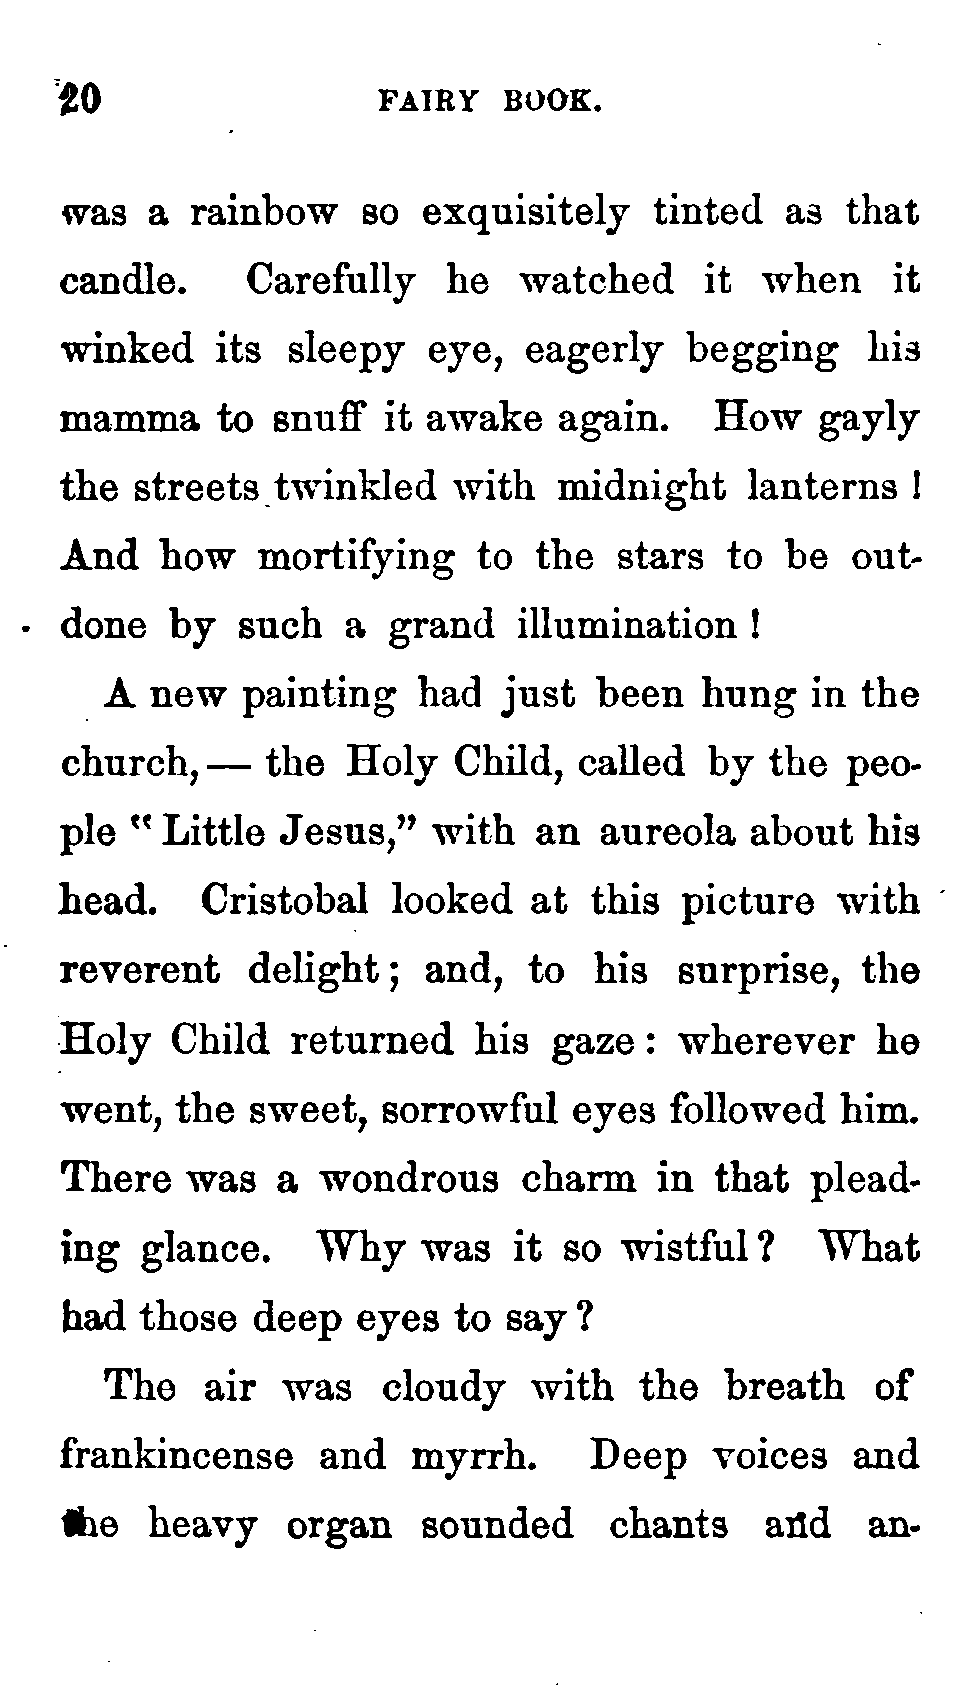 20 FAIRY BOOK.
was a rainbow so exquisitely tinted as that
candle. Carefully he watched it when it
winked its sleepy eye, eagerly begging his
mamma to snuff it awake again. How gayly
the streets twinkled with midnight lanterns!
And how mortifying to the stars to be out-
done by such a grand illumination!
A new painting had just been hung in the
church,— the Holy Child, called by the peo-
ple "Little Jesus," with an aureola about his
head. Cristobal looked at this picture with
reverent delight; and, to his surprise, the
Holy Child returned his gaze: wherever he
went, the sweet, sorrowful eyes followed him.
There was a wondrous charm in that plead-
ing glance. Why was it so wistful? What
had those deep eyes to say?
The air was cloudy with the breath of
frankincense and myrrh. Deep voices and
the heavy organ sounded chants and an-